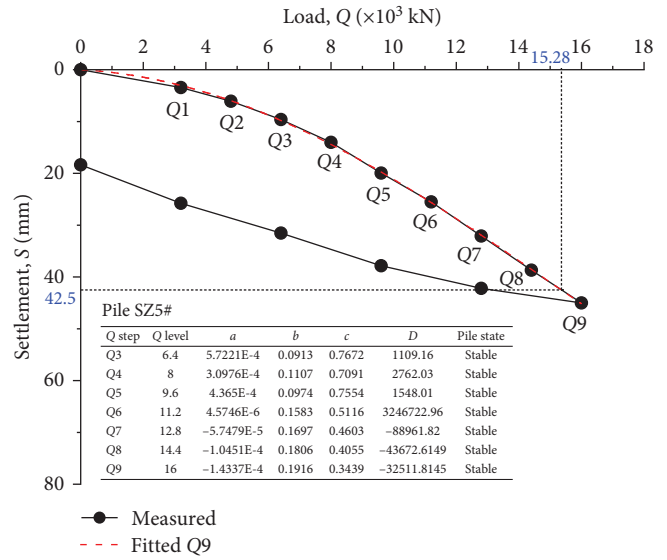 Load, Q (×10³ kN)
0 2 4 6 8 10 12 14 16 18
15.28
0
Q1
Q2
Q3
Q4
20
Q5
Q6
Q7
40
Q8
42.5
Q9
Settlement, S (mm)
Pile SZ5#
Q step Q level a b c D Pile state
Q3 6.4 5.7221E-4 0.0913 0.7672 1109.16 Stable
Q4 8 3.0976E-4 0.1107 0.7091 2762.03 Stable
Q5 9.6 4.365E-4 0.0974 0.7554 1548.01 Stable
Q6 11.2 4.5746E-6 0.1583 0.5116 3246722.96 Stable
Q7 12.8 –5.7479E-5 0.1697 0.4603 –88961.82 Stable
Q8 14.4 –1.0451E-4 0.1806 0.4055 –43672.6149 Stable
Q9 16 –1.4337E-4 0.1916 0.3439 –32511.8145 Stable
60
80
Measured
Fitted Q9